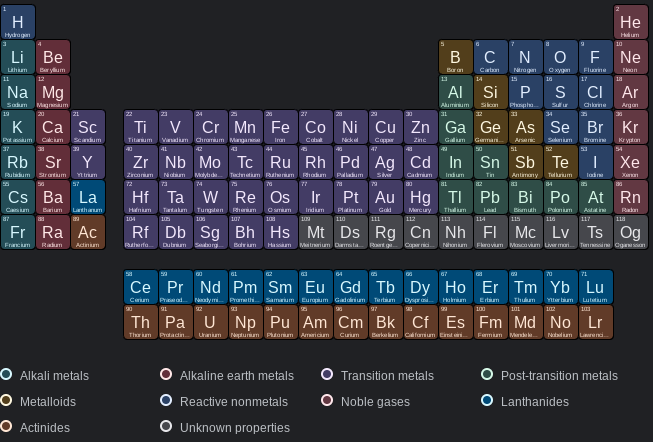 1 2
H He
Hydrogen Helium
3 4 5 6 7 8 9 10
Li Be B C N O F Ne
Lithium Beryllium Boron Carbon Nitrogen Oxygen Fluorine Neon
11 12 13 14 15 16 17 18
Na Mg Al Si P S Cl Ar
Sodium Magnesium Aluminium Silicon Phospho... Sulfur Chlorine Argon
19 20 21 22 23 24 25 26 27 28 29 30 31 32 33 34 35 36
K Ca Sc Ti V Cr Mn Fe Co Ni Cu Zn Ga Ge As Se Br Kr
Potassium Calcium Scandium Titanium Vanadium Chromium Manganese Iron Cobalt Nickel Copper Zinc Gallium Germani... Arsenic Selenium Bromine Krypton
37 38 39 40 41 42 43 44 45 46 47 48 49 50 51 52 53 54
Rb Sr Y Zr Nb Mo Tc Ru Rh Pd Ag Cd In Sn Sb Te I Xe
Rubidium Strontium Yttrium Zirconium Niobium Molybde... Technetium Ruthenium Rhodium Palladium Silver Cadmium Indium Tin Antimony Tellurium Iodine Xenon
55 56 57 72 73 74 75 76 77 78 79 80 81 82 83 84 85 86
Cs Ba La Hf Ta W Re Os Ir Pt Au Hg Tl Pb Bi Po At Rn
Caesium Barium Lanthanum Hafnium Tantalum Tungsten Rhenium Osmium Iridium Platinum Gold Mercury Thallium Lead Bismuth Polonium Astatine Radon
87 88 89 104 105 106 107 108 109 110 111 112 113 114 115 116 117 118
Fr Ra Ac Rf Db Sg Bh Hs Mt Ds Rg Cn Nh Fl Mc Lv Ts Og
Francium Radium Actinium Rutherfo... Dubnium Seaborgi... Bohrium Hassium Meitnerium Darmsta... Roentge... Coperni... Nihonium Flerovium Moscovium Livermori... Tennessine Oganesson
58 59 60 61 62 63 64 65 66 67 68 69 70 71
Ce Pr Nd Pm Sm Eu Gd Tb Dy Ho Er Tm Yb Lu
Cerium Praseod... Neodymi... Promethi... Samarium Europium Gadolinium Terbium Dysprosi... Holmium Erbium Thulium Ytterbium Lutetium
90 91 92 93 94 95 96 97 98 99 100 101 102 103
Th Pa U Np Pu Am Cm Bk Cf Es Fm Md No Lr
Thorium Protactin... Uranium Neptunium Plutonium Americium Curium Berkelium Californium Einsteini... Fermium Mendele... Nobelium Lawrenci...
Alkali metals Alkaline earth metals Transition metals Post-transition metals
Metalloids Reactive nonmetals Noble gases Lanthanides
Actinides Unknown properties